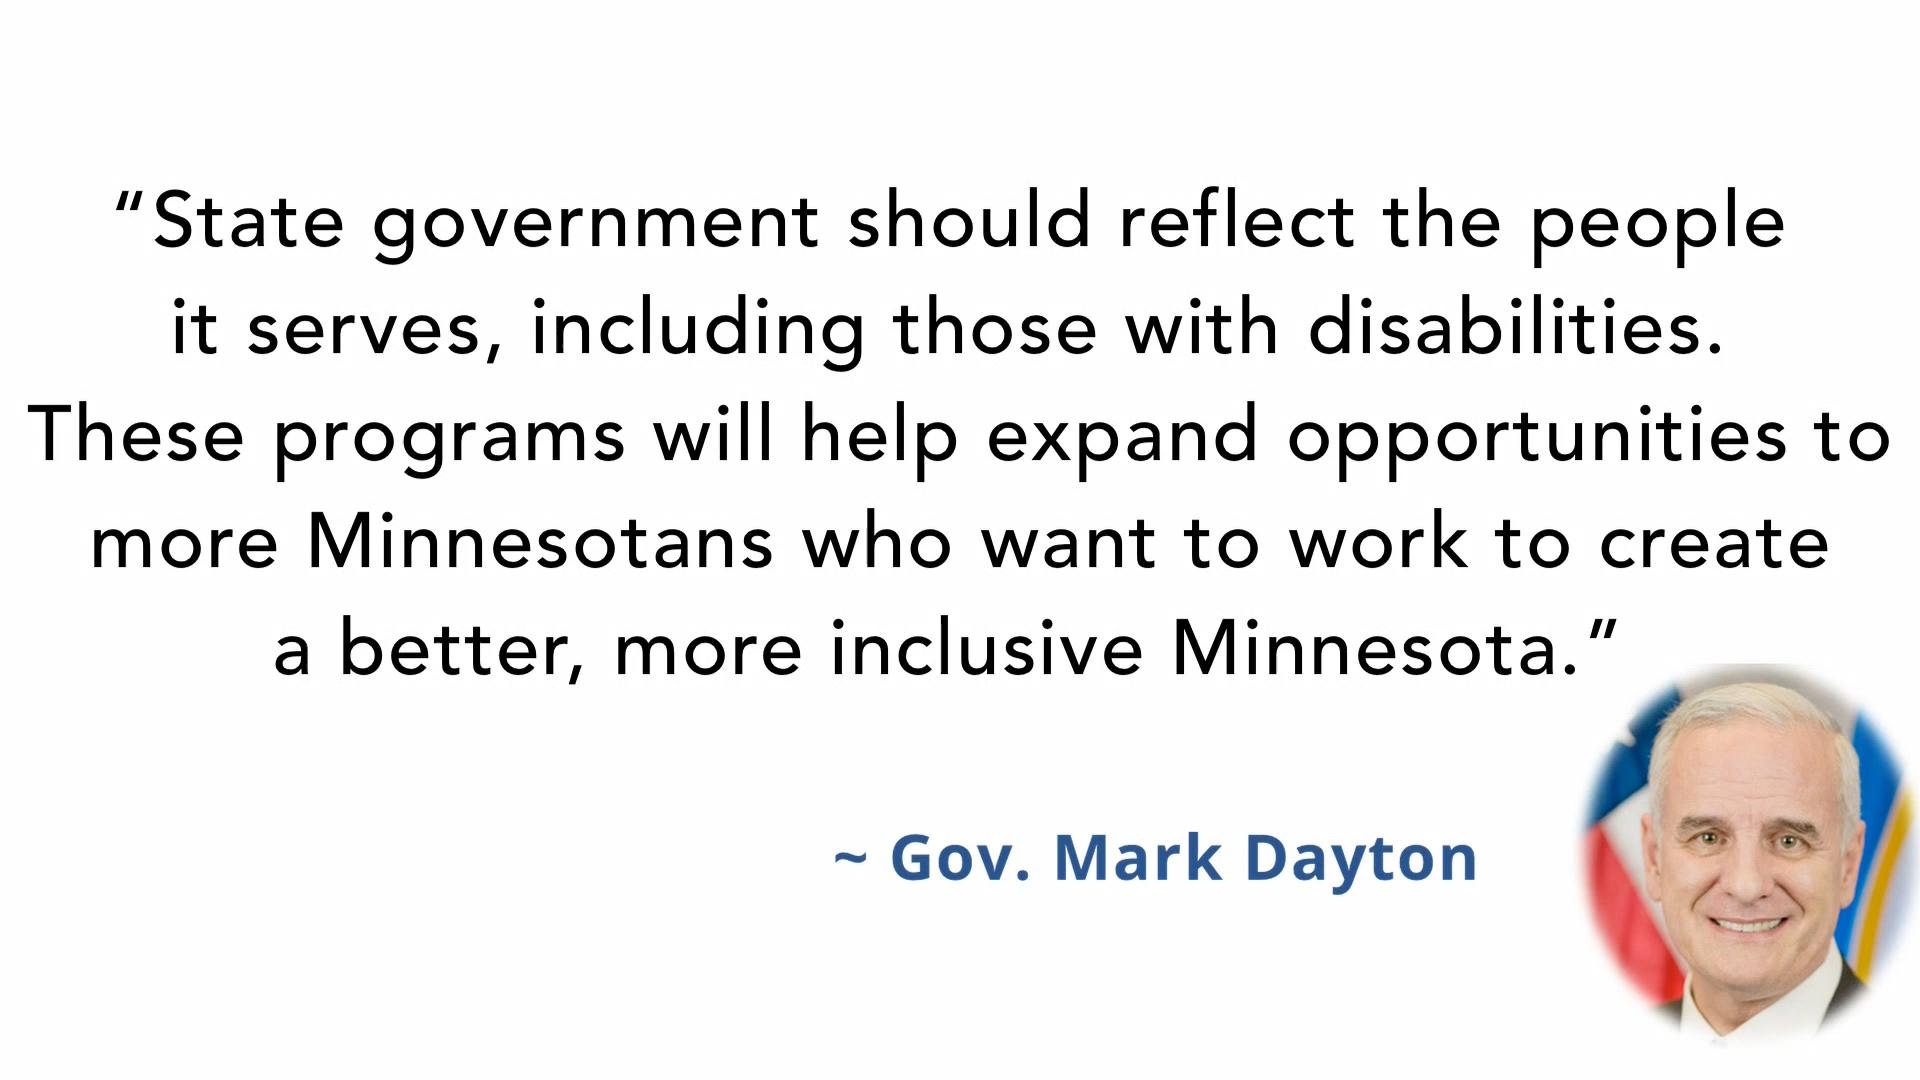 “State government should reflect the people
it serves, including those with disabilities.
These programs will help expand opportunities to
more Minnesotans who want to work to create
a better, more inclusive Minnesota.”
~ Gov. Mark Dayton